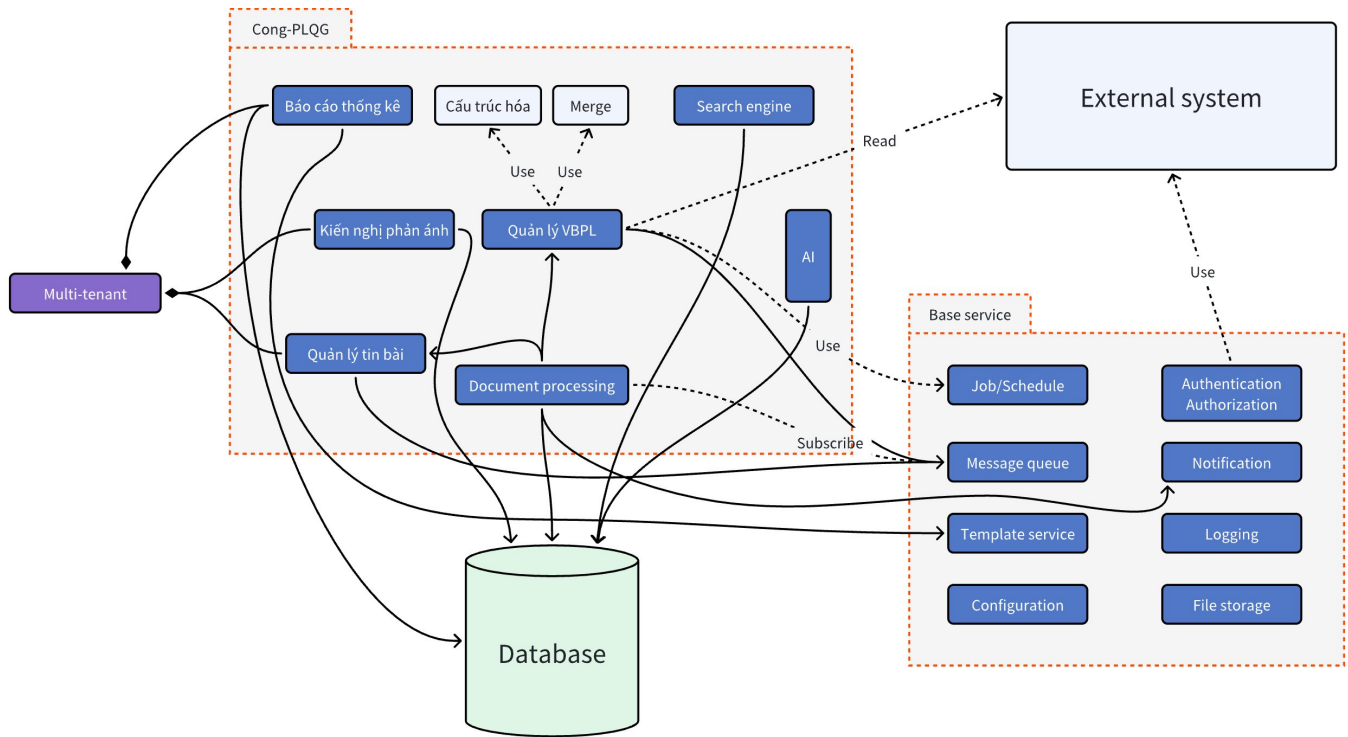 Cong-PLQG
Báo cáo thống kê
Cấu trúc hóa
Merge
Search engine
External system
Read
Use
Use
Kiến nghị phản ánh
Quản lý VBPL
AI
Multi-tenant
Use
Base service
Quản lý tin bài
Use
Document processing
Job/Schedule
Authentication
Authorization
Subscribe
Message queue
Notification
Template service
Logging
Configuration
File storage
Database